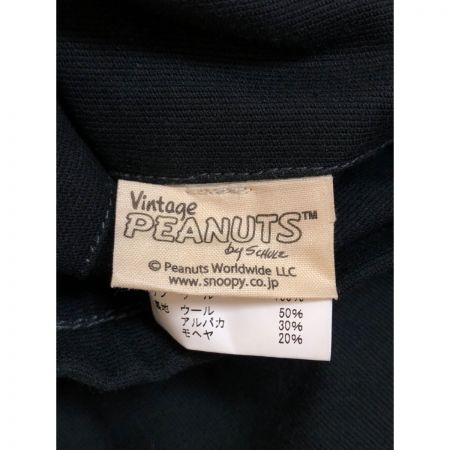 Vintage
PEANUTS™
by SCHULZ
© Peanuts Worldwide LLC
www.snoopy.co.jp
ウール 50%
アルパカ 30%
モヘヤ 20%